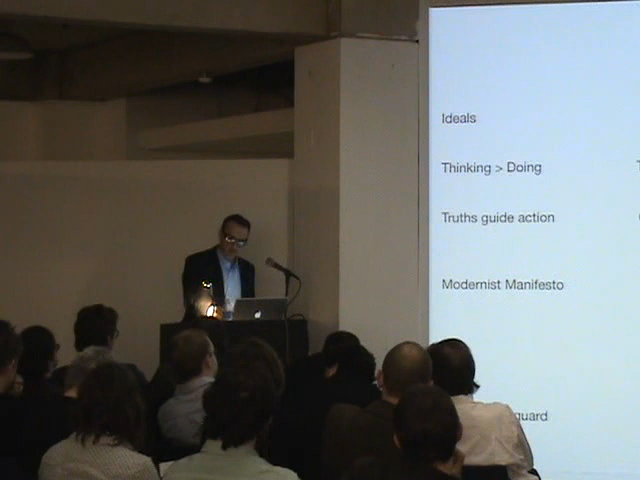 Ideals
Thinking > Doing
Truths guide action
Modernist Manifesto
guard